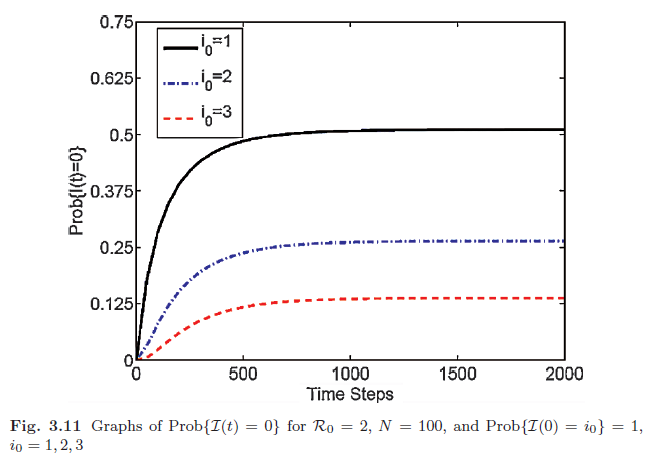 0.75
0.625
0.5
0.375
0.25
0.125
0
Prob{I(t)=0}
i₀=1
i₀=2
i₀=3
0 500 1000 1500 2000
Time Steps
Fig. 3.11 Graphs of Prob{ℐ(t) = 0} for ℛ₀ = 2, N = 100, and Prob{ℐ(0) = i₀} = 1,
i₀ = 1, 2, 3